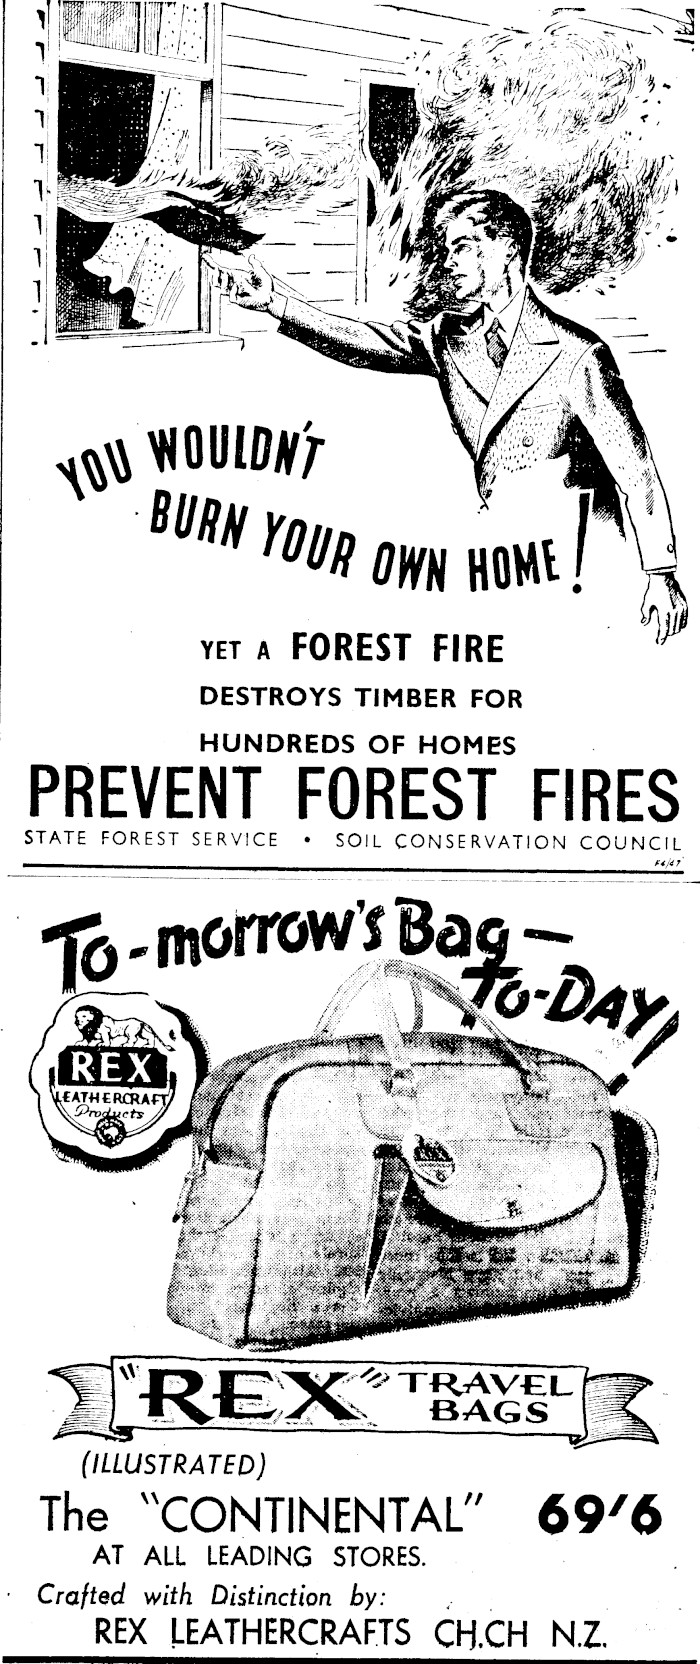 YOU WOULDN'T
BURN YOUR OWN HOME!
YET A FOREST FIRE
DESTROYS TIMBER FOR
HUNDREDS OF HOMES
PREVENT FOREST FIRES
STATE FOREST SERVICE • SOIL CONSERVATION COUNCIL
F6/47
To-morrow's Bag—
To-DAY!
REX
LEATHERCRAFT
Products
"REX" TRAVEL
BAGS
(ILLUSTRATED)
The "CONTINENTAL" 69'6
AT ALL LEADING STORES.
Crafted with Distinction by:
REX LEATHERCRAFTS CH.CH N.Z.